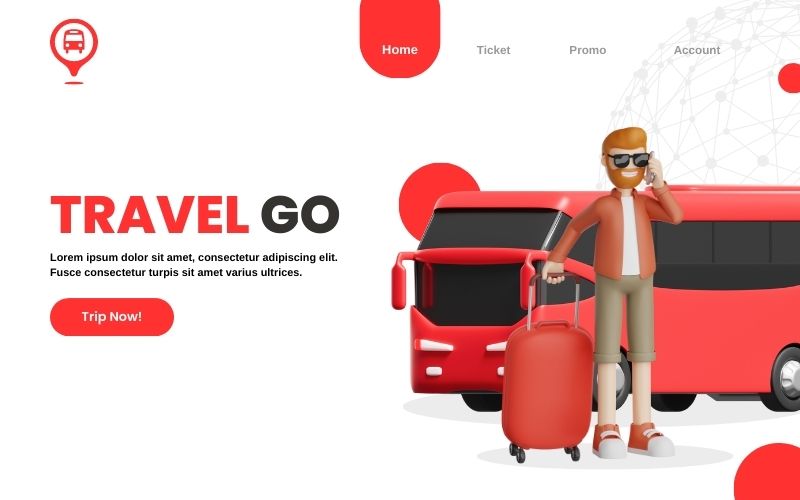 Home
Ticket
Promo
Account
TRAVEL GO
Lorem ipsum dolor sit amet, consectetur adipiscing elit.
Fusce consectetur turpis sit amet varius ultrices.
Trip Now!